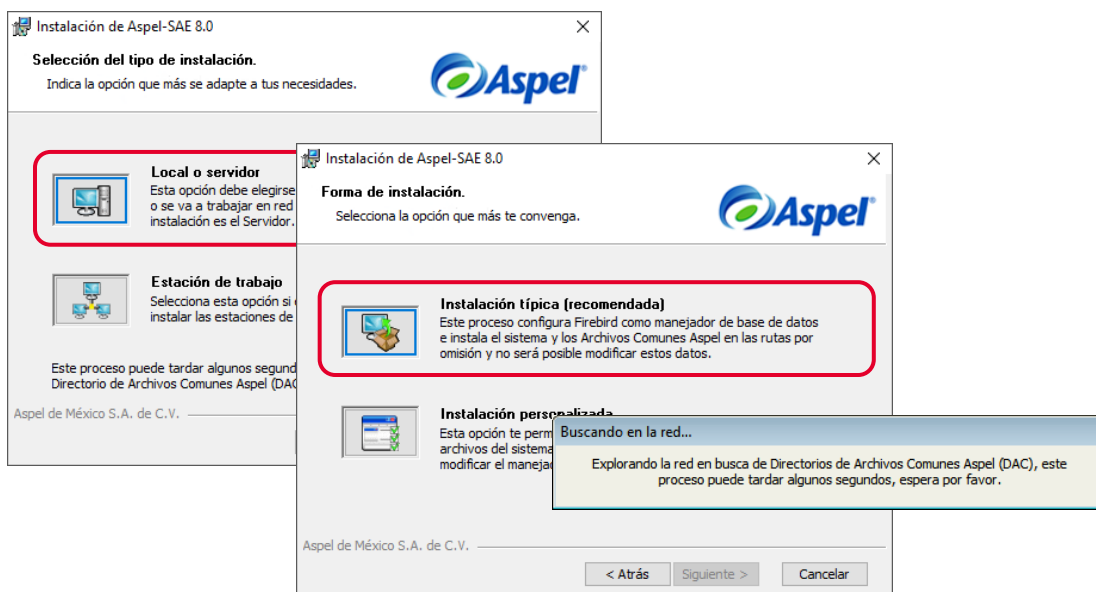 Instalación de Aspel-SAE 8.0
Selección del tipo de instalación.
Indica la opción que más se adapte a tus necesidades.
Aspel
Local o servidor
Esta opción debe elegirse
o se va a trabajar en red
instalación es el Servidor.
Estación de trabajo
Selecciona esta opción si
instalar las estaciones de
Este proceso puede tardar algunos segund
Directorio de Archivos Comunes Aspel (DAC
Aspel de México S.A. de C.V.
Instalación de Aspel-SAE 8.0
Forma de instalación.
Selecciona la opción que más te convenga.
Aspel
Instalación típica (recomendada)
Este proceso configura Firebird como manejador de base de datos
e instala el sistema y los Archivos Comunes Aspel en las rutas por
omisión y no será posible modificar estos datos.
Instalación personalizada
Esta opción te perm
archivos del sistema
modificar el maneja
Buscando en la red...
Explorando la red en busca de Directorios de Archivos Comunes Aspel (DAC), este
proceso puede tardar algunos segundos, espera por favor.
Aspel de México S.A. de C.V.
< Atrás Siguiente > Cancelar